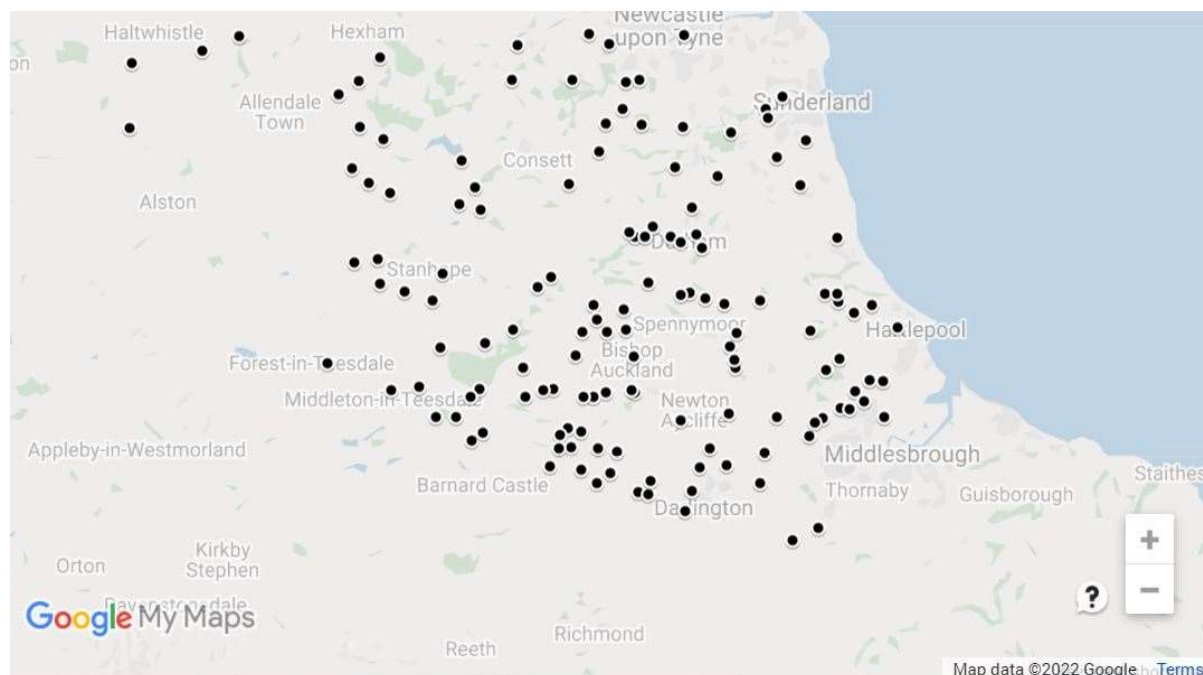 Newcastle
upon Tyne
Haltwhistle
Hexham
on
Allendale
Town
Sunderland
Consett
Alston
Durham
Stanhope
Spennymoor
Hartlepool
Bishop
Auckland
Forest-in-Teesdale
Middleton-in-Teesdale
Newton
Aycliffe
Appleby-in-Westmorland
Middlesbrough
Staithes
Barnard Castle
Thornaby
Guisborough
Darlington
Kirkby
Stephen
Orton
+
−
?
Ravenstonedale
Google My Maps
Richmond
Reeth
Map data ©2022 Google Terms